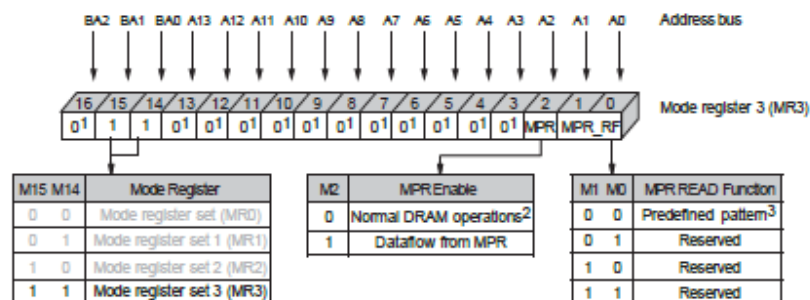 BA2 BA1 BA0 A13 A12 A11 A10 A9 A8 A7 A6 A5 A4 A3 A2 A1 A0 Address bus
16 15 14 13 12 11 10 9 8 7 6 5 4 3 2 1 0
Mode register 3 (MR3)
0¹ 1 1 0¹ 0¹ 0¹ 0¹ 0¹ 0¹ 0¹ 0¹ 0¹ 0¹ 0¹ MPR MPR_RF
M15 M14 Mode Register
0 0 Mode register set (MR0)
0 1 Mode register set 1 (MR1)
1 0 Mode register set 2 (MR2)
1 1 Mode register set 3 (MR3)
M2 MPR Enable
0 Normal DRAM operations²
1 Dataflow from MPR
M1 M0 MPR READ Function
0 0 Predefined pattern³
0 1 Reserved
1 0 Reserved
1 1 Reserved